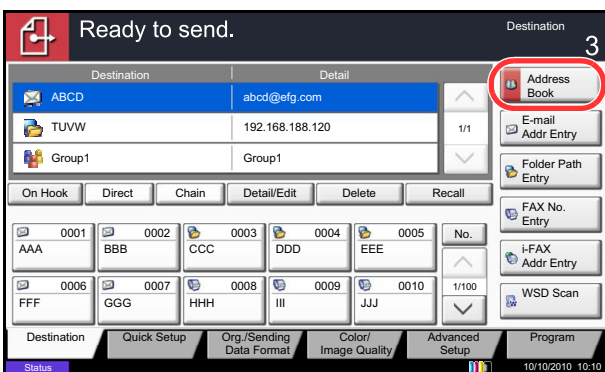 Ready to send.
Destination
3
Destination Detail
ABCD abcd@efg.com
TUVW 192.168.188.120
Group1 Group1
1/1
Address
Book
E-mail
Addr Entry
Folder Path
Entry
FAX No.
Entry
i-FAX
Addr Entry
WSD Scan
On Hook Direct Chain Detail/Edit Delete Recall
0001 0002 0003 0004 0005 No.
AAA BBB CCC DDD EEE
0006 0007 0008 0009 0010 1/100
FFF GGG HHH III JJJ
Destination Quick Setup Org./Sending
Data Format Color/
Image Quality Advanced
Setup Program
Status 10/10/2010 10:10